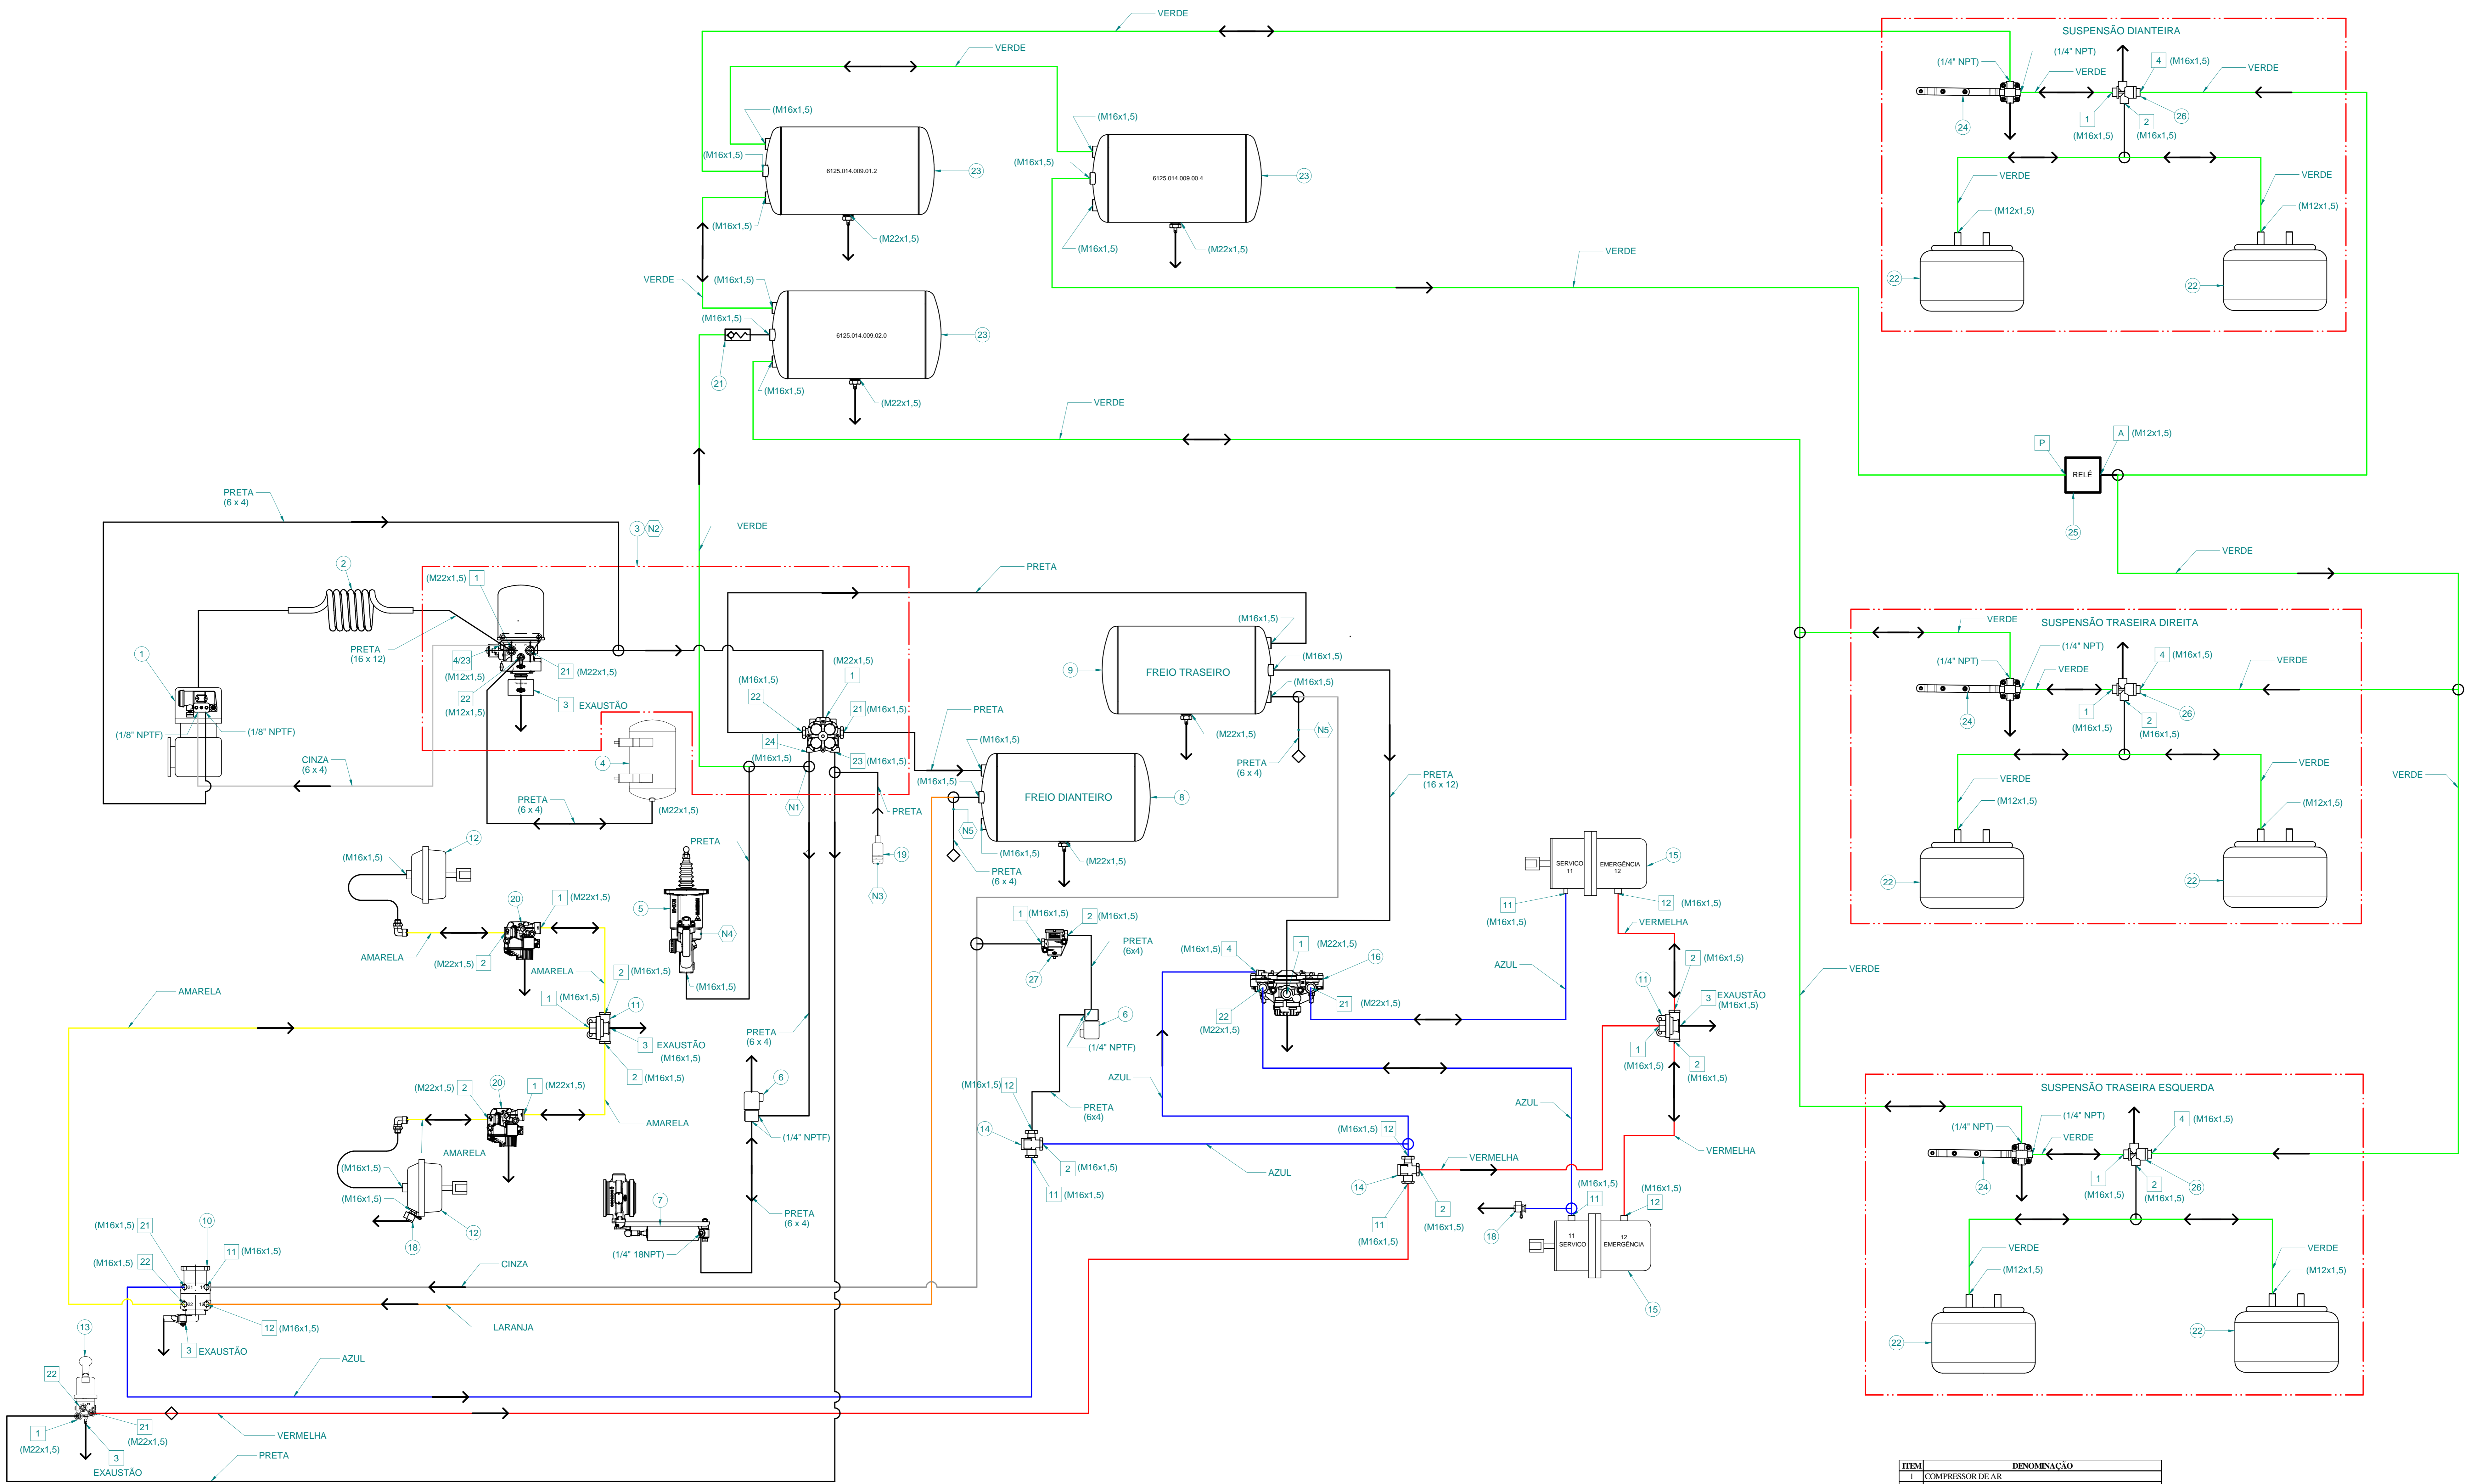 VERDE
VERDE
SUSPENSÃO DIANTEIRA
(1/4" NPT)
(1/4" NPT)
VERDE
4 (M16x1,5)
VERDE
24
1
(M16x1,5)
2
(M16x1,5)
26
VERDE
(M12x1,5)
VERDE
(M12x1,5)
22
22
(M16x1,5)
(M16x1,5)
(M16x1,5)
6125.014.009.01.2
23
(M22x1,5)
(M16x1,5)
(M16x1,5)
(M16x1,5)
6125.014.009.00.4
23
(M22x1,5)
VERDE
VERDE
(M16x1,5)
(M16x1,5)
6125.014.009.02.0
23
21
(M16x1,5)
(M22x1,5)
VERDE
P
A (M12x1,5)
RELÊ
25
VERDE
PRETA
(6 x 4)
3 N2
VERDE
2
(M22x1,5) 1
PRETA
(16 x 12)
4/23
(M12x1,5)
22
(M12x1,5)
21 (M22x1,5)
3 EXAUSTÃO
1
(1/8" NPTF)
(1/8" NPTF)
CINZA
(6 x 4)
4
PRETA
(6 x 4)
(M22x1,5)
PRETA
(M22x1,5)
1
(M16x1,5)
22
21 (M16x1,5)
24
(M16x1,5)
23 (M16x1,5)
N1
PRETA
PRETA
19
N3
9
FREIO TRASEIRO
(M16x1,5)
(M16x1,5)
(M16x1,5)
(M22x1,5)
N5
PRETA
(6 x 4)
(M16x1,5)
(M16x1,5)
FREIO DIANTEIRO
8
N5
(M16x1,5)
(M22x1,5)
PRETA
(6 x 4)
PRETA
(16 x 12)
SUSPENSÃO TRASEIRA DIREITA
VERDE
(1/4" NPT)
(1/4" NPT)
VERDE
4 (M16x1,5)
VERDE
24
1
(M16x1,5)
2
(M16x1,5)
26
VERDE
(M12x1,5)
VERDE
(M12x1,5)
22
22
VERDE
VERDE
12
(M16x1,5)
20
1 (M22x1,5)
AMARELA
(M22x1,5) 2
AMARELA
2 (M16x1,5)
AMARELA
1 (M16x1,5)
11
3 EXAUSTÃO
(M16x1,5)
2 (M16x1,5)
(M22x1,5) 2
20
1 (M22x1,5)
AMARELA
AMARELA
(M16x1,5)
(M16x1,5)
18
12
PRETA
5
N4
(M16x1,5)
PRETA
(6 x 4)
6
(1/4" NPTF)
7
(1/4" 18NPT)
PRETA
(6 x 4)
1 (M16x1,5)
2 (M16x1,5)
27
PRETA
(6x4)
6
(1/4" NPTF)
PRETA
(6x4)
(M16x1,5) 12
14
2 (M16x1,5)
11 (M16x1,5)
AZUL
(M16x1,5) 4
1 (M22x1,5)
16
22
(M22x1,5)
21 (M22x1,5)
AZUL
SERVICO
11
EMERGÊNCIA
12
15
11
(M16x1,5)
12 (M16x1,5)
VERMELHA
AZUL
2 (M16x1,5)
11
3 EXAUSTÃO
(M16x1,5)
1
(M16x1,5)
2
(M16x1,5)
AZUL
VERMELHA
(M16x1,5) 12
14
VERMELHA
2
(M16x1,5)
11
(M16x1,5)
18
(M16x1,5)
11
(M16x1,5)
12
11
SERVICO
12
EMERGÊNCIA
15
SUSPENSÃO TRASEIRA ESQUERDA
(1/4" NPT)
(1/4" NPT)
VERDE
4 (M16x1,5)
24
1
(M16x1,5)
2
(M16x1,5)
26
VERDE
(M12x1,5)
VERDE
(M12x1,5)
22
22
(M16x1,5) 21
10
11 (M16x1,5)
(M16x1,5) 22
12 (M16x1,5)
3 EXAUSTÃO
CINZA
LARANJA
AZUL
13
22
1
(M22x1,5)
21
(M22x1,5)
3
EXAUSTÃO
VERMELHA
PRETA
ITEM DENOMINAÇÃO
1 COMPRESSOR DE AR